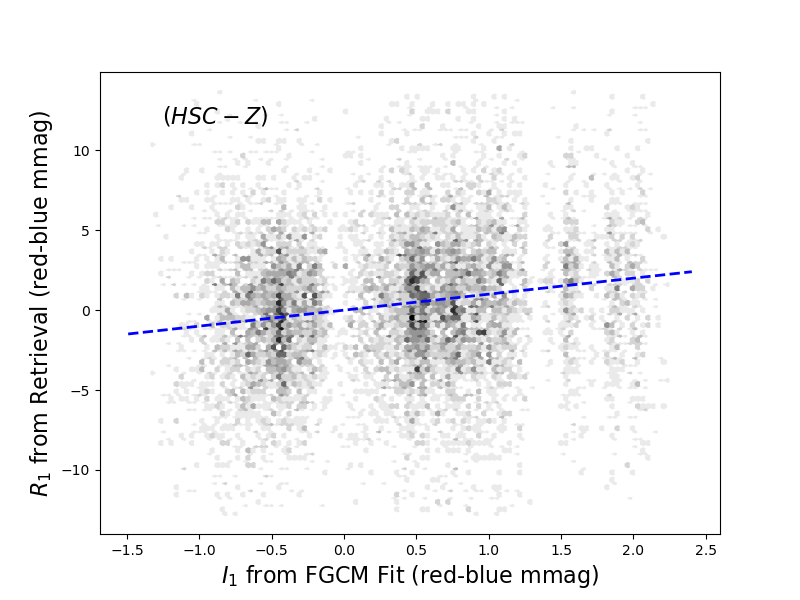 (HSC − Z)
R₁ from Retrieval (red-blue mmag)
10
5
0
−5
−10
−1.5 −1.0 −0.5 0.0 0.5 1.0 1.5 2.0 2.5
I₁ from FGCM Fit (red-blue mmag)